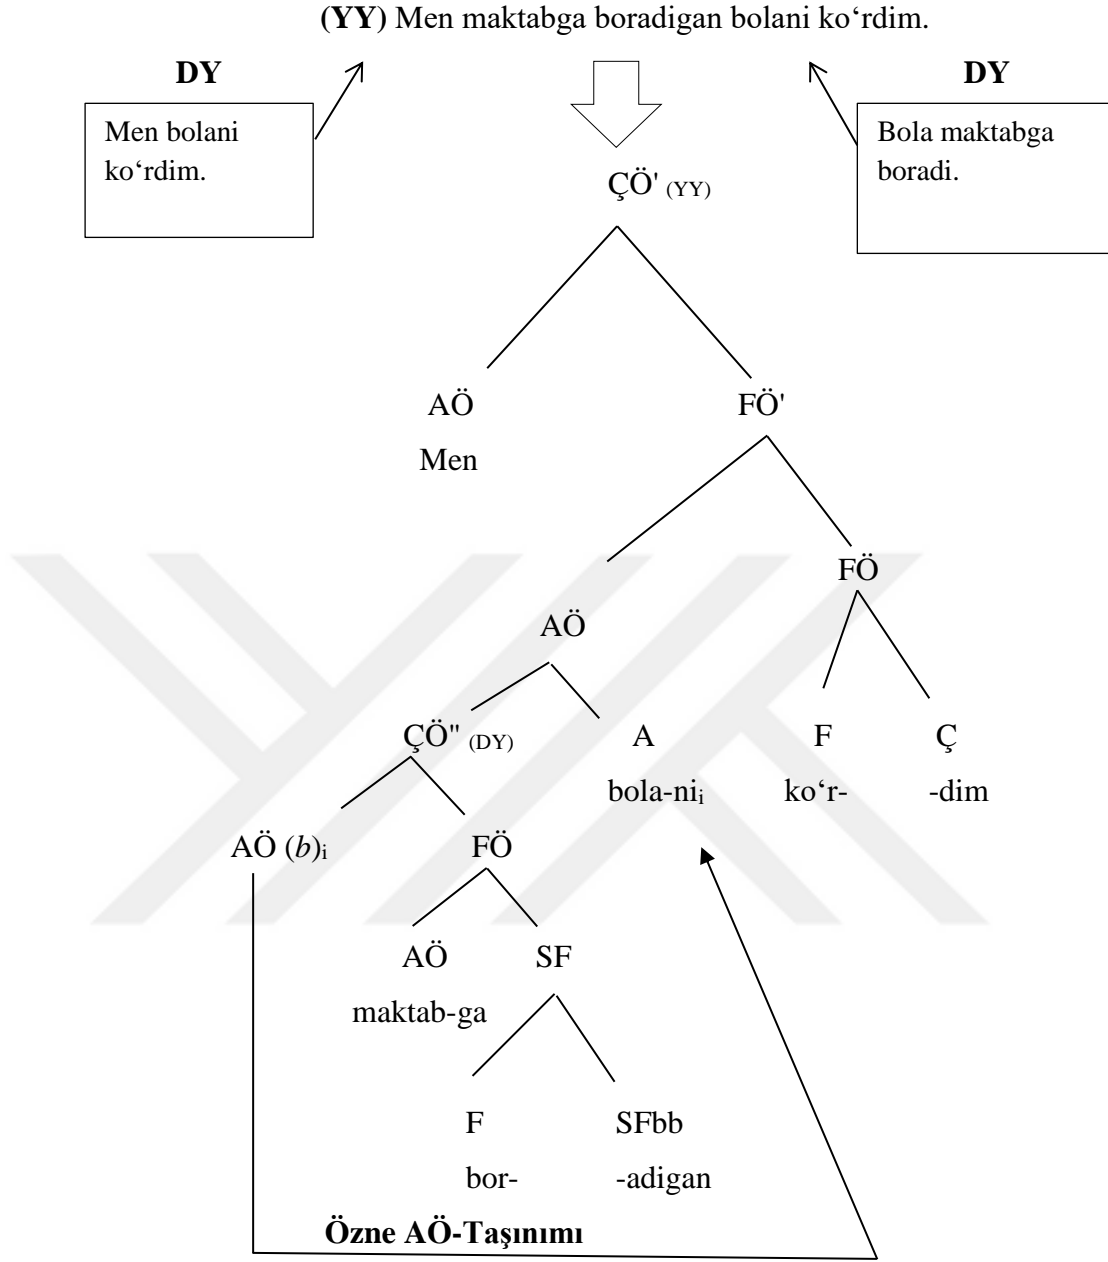 (YY) Men maktabga boradigan bolani ko‘rdim.
DY
DY
Men bolani
ko‘rdim.
Bola maktabga
boradi.
ÇÖ' (YY)
AÖ
FÖ'
Men
FÖ
AÖ
ÇÖ" (DY)
A
F
Ç
bola-niᵢ
ko‘r-
-dim
AÖ (b)ᵢ
FÖ
AÖ
SF
maktab-ga
F
SFbb
bor-
-adigan
Özne AÖ-Taşınımı